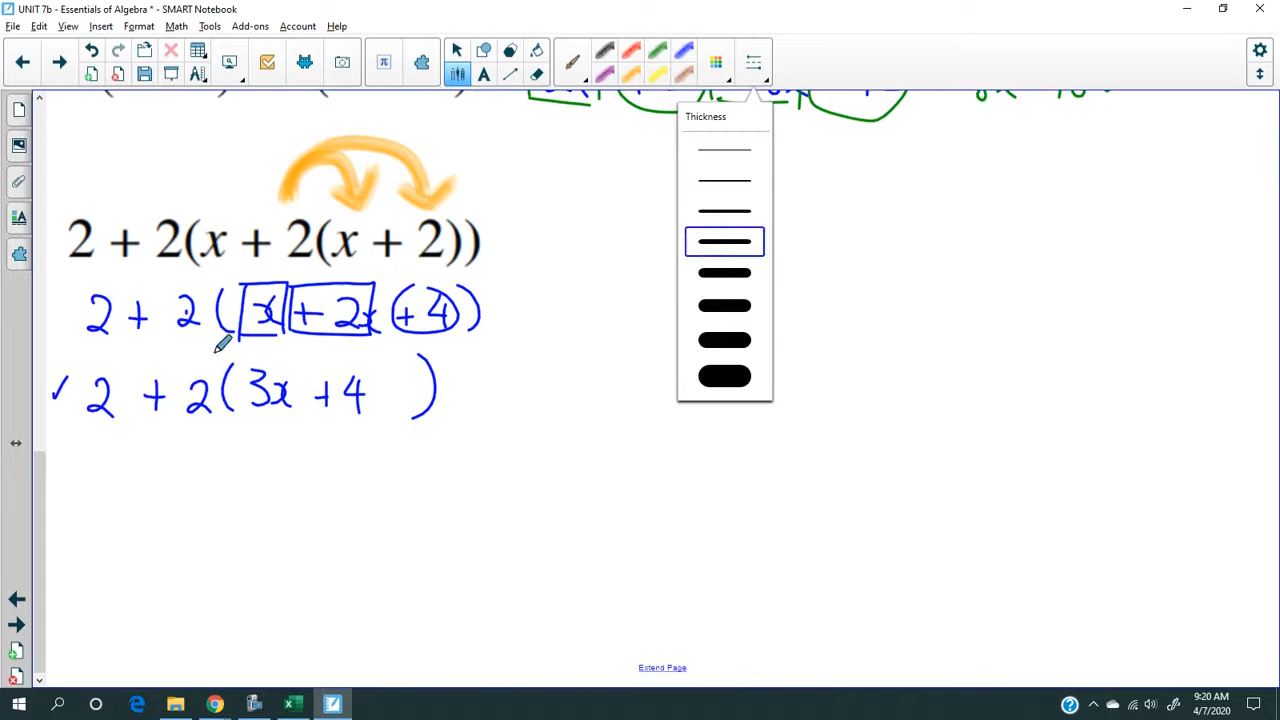 UNIT 7b - Essentials of Algebra * - SMART Notebook
File Edit View Insert Format Math Tools Add-ons Account Help
Thickness
2 + 2(x + 2(x + 2))
2 + 2(x + 2x + 4)
✓ 2 + 2(3x + 4 )
Extend Page
9:20 AM
4/7/2020